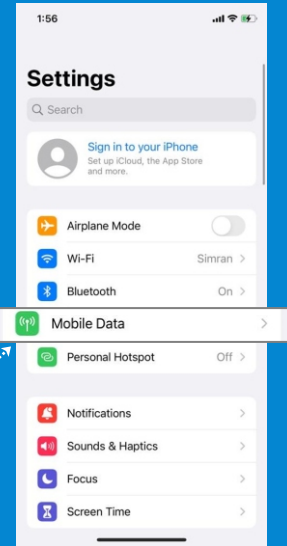 1:56
Settings
Search
Sign in to your iPhone
Set up iCloud, the App Store
and more.
Airplane Mode
Wi-Fi Simran
Bluetooth On
Mobile Data
Personal Hotspot Off
Notifications
Sounds & Haptics
Focus
Screen Time